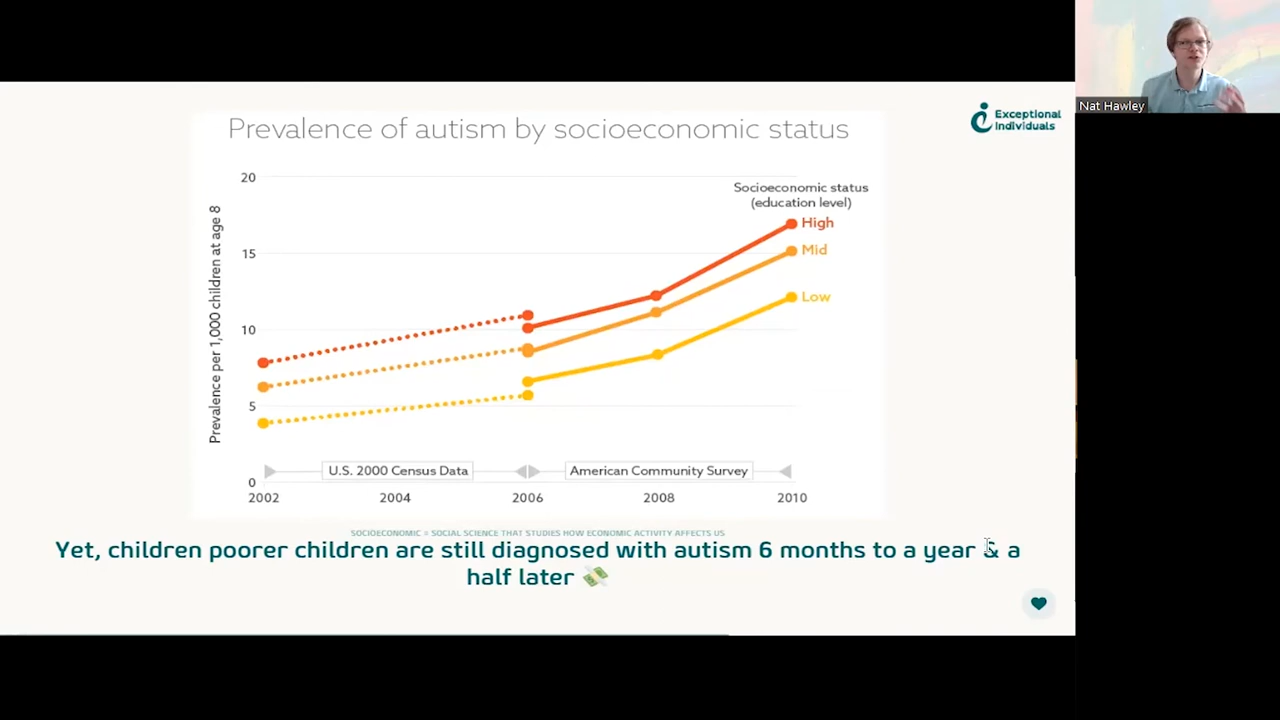 Nat Hawley
Exceptional
Individuals
Prevalence of autism by socioeconomic status
Prevalence per 1,000 children at age 8
20
15
10
5
0
Socioeconomic status
(education level)
High
Mid
Low
U.S. 2000 Census Data
American Community Survey
2002
2004
2006
2008
2010
SOCIOECONOMIC = SOCIAL SCIENCE THAT STUDIES HOW ECONOMIC ACTIVITY AFFECTS US
Yet, children poorer children are still diagnosed with autism 6 months to a year & a
half later 💸